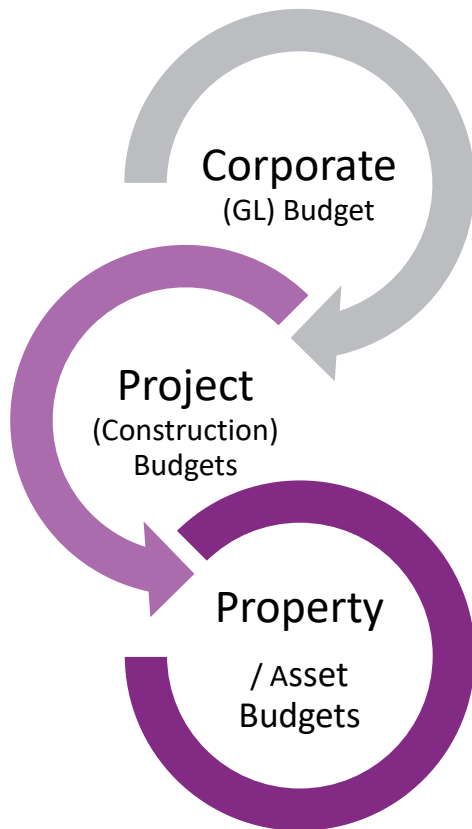 Corporate
(GL) Budget
Project
(Construction)
Budgets
Property
/ Asset
Budgets